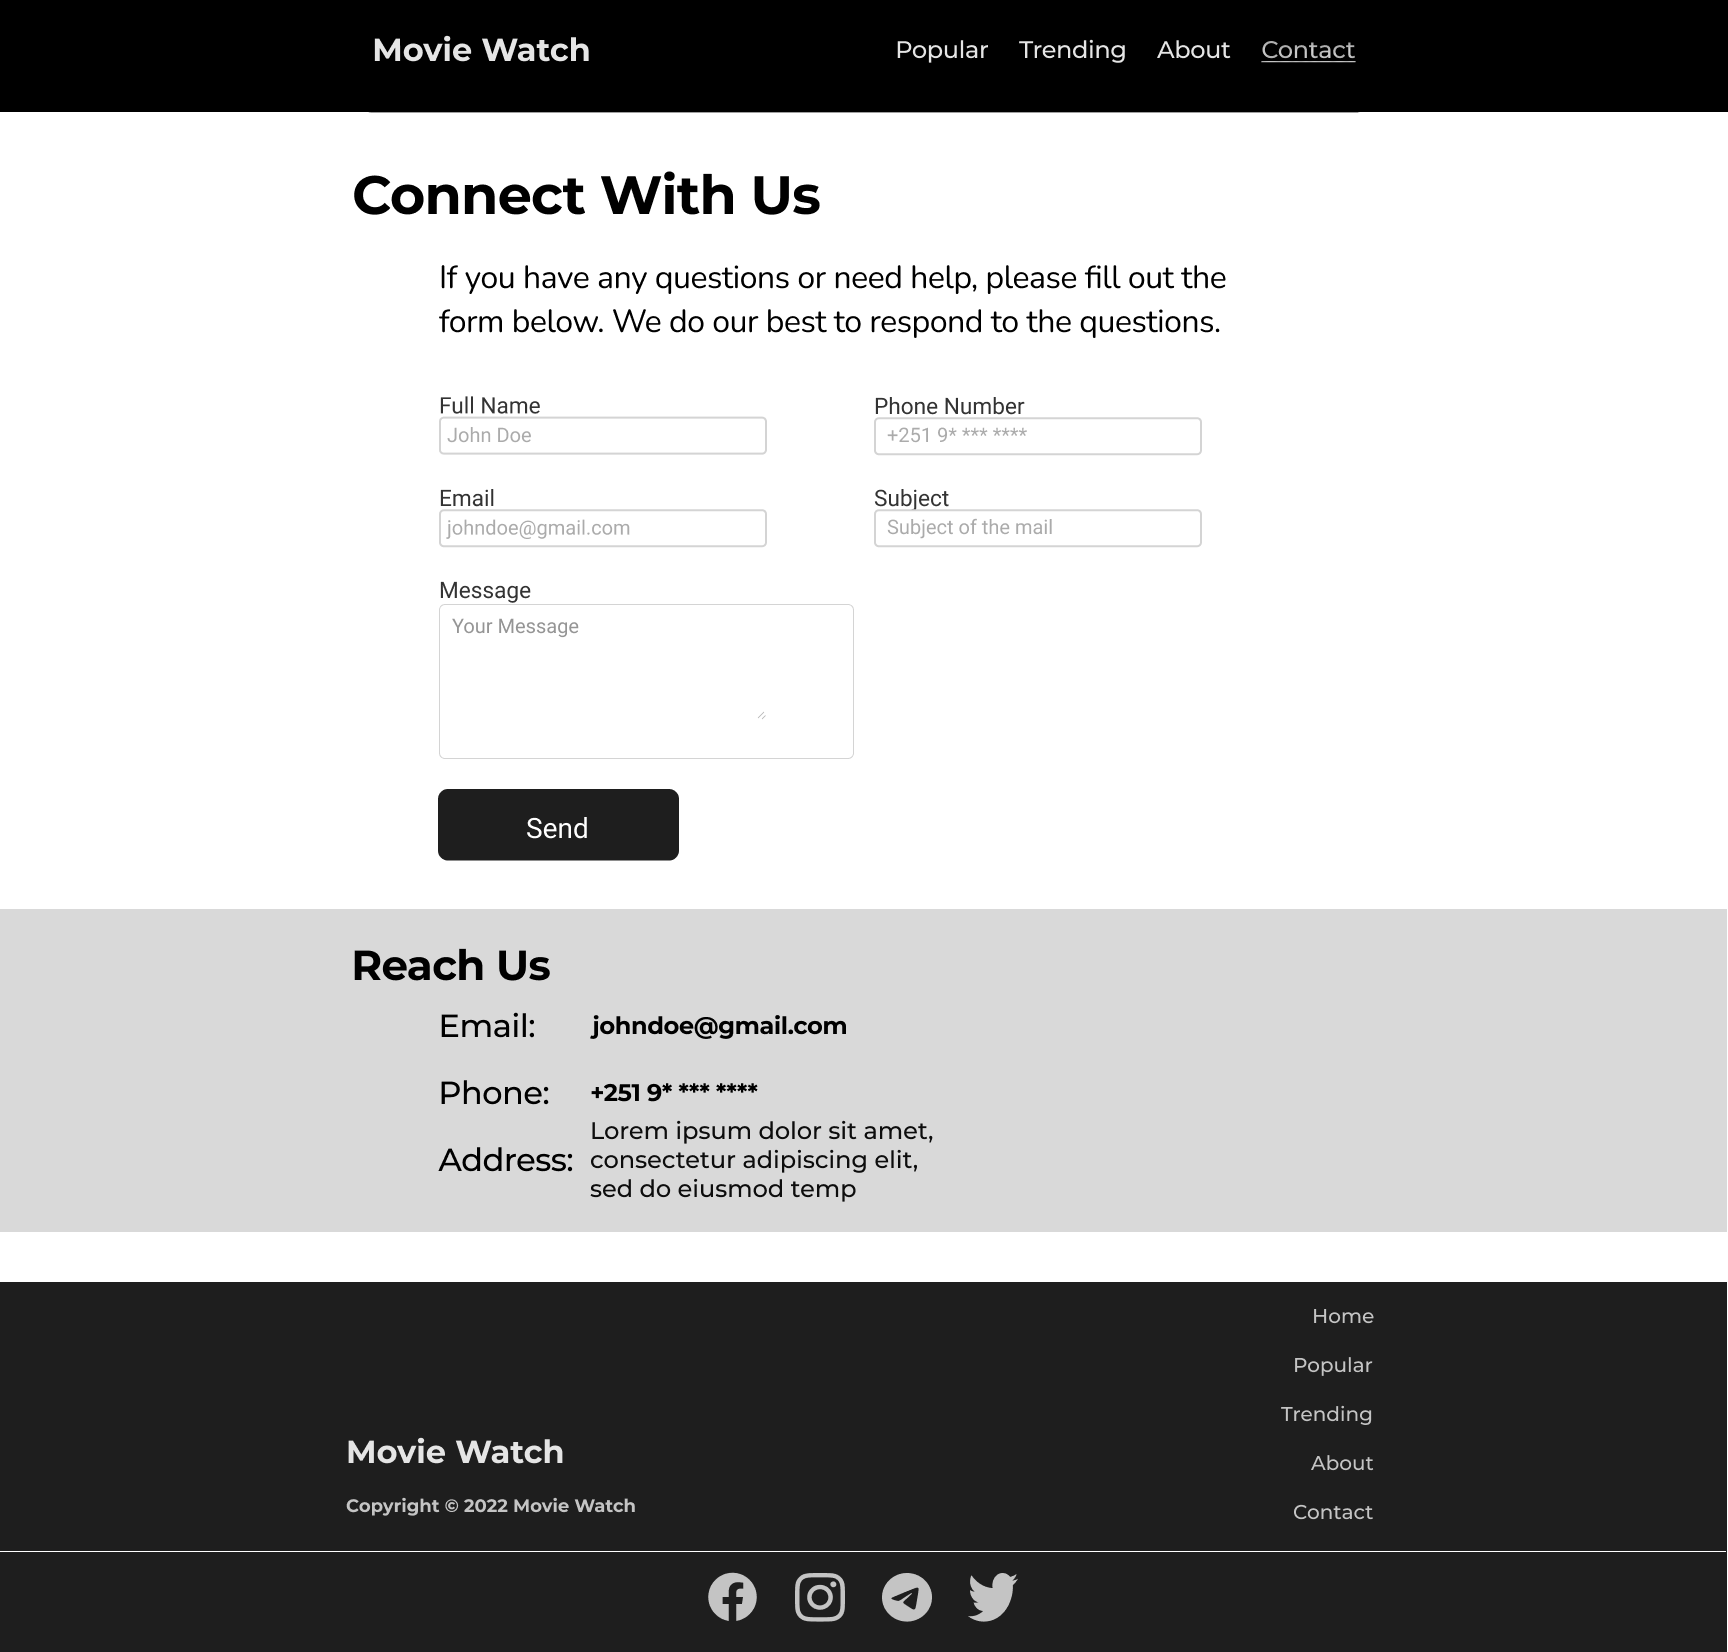 Movie Watch
Popular Trending About Contact
Connect With Us
If you have any questions or need help, please fill out the
form below. We do our best to respond to the questions.
Full Name
John Doe
Phone Number
+251 9* *** ****
Email
johndoe@gmail.com
Subject
Subject of the mail
Message
Your Message
Send
Reach Us
Email: johndoe@gmail.com
Phone: +251 9* *** ****
Address: Lorem ipsum dolor sit amet,
consectetur adipiscing elit,
sed do eiusmod temp
Home
Popular
Trending
About
Contact
Movie Watch
Copyright © 2022 Movie Watch